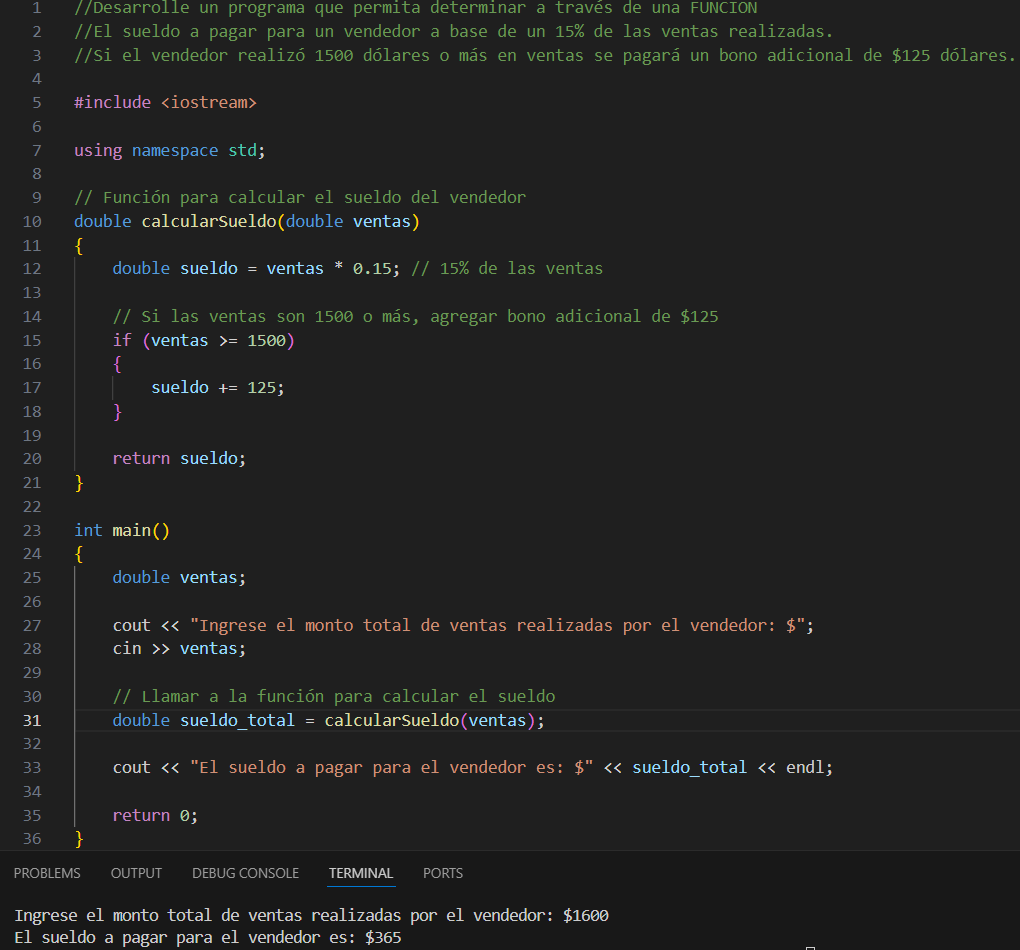 1 //Desarrolle un programa que permita determinar a través de una FUNCION
2 //El sueldo a pagar para un vendedor a base de un 15% de las ventas realizadas.
3 //Si el vendedor realizó 1500 dólares o más en ventas se pagará un bono adicional de $125 dólares.
4
5 #include <iostream>
6
7 using namespace std;
8
9 // Función para calcular el sueldo del vendedor
10 double calcularSueldo(double ventas)
11 {
12     double sueldo = ventas * 0.15; // 15% de las ventas
13
14     // Si las ventas son 1500 o más, agregar bono adicional de $125
15     if (ventas >= 1500)
16     {
17         sueldo += 125;
18     }
19
20     return sueldo;
21 }
22
23 int main()
24 {
25     double ventas;
26
27     cout << "Ingrese el monto total de ventas realizadas por el vendedor: $";
28     cin >> ventas;
29
30     // Llamar a la función para calcular el sueldo
31     double sueldo_total = calcularSueldo(ventas);
32
33     cout << "El sueldo a pagar para el vendedor es: $" << sueldo_total << endl;
34
35     return 0;
36 }
PROBLEMS OUTPUT DEBUG CONSOLE TERMINAL PORTS
Ingrese el monto total de ventas realizadas por el vendedor: $1600
El sueldo a pagar para el vendedor es: $365